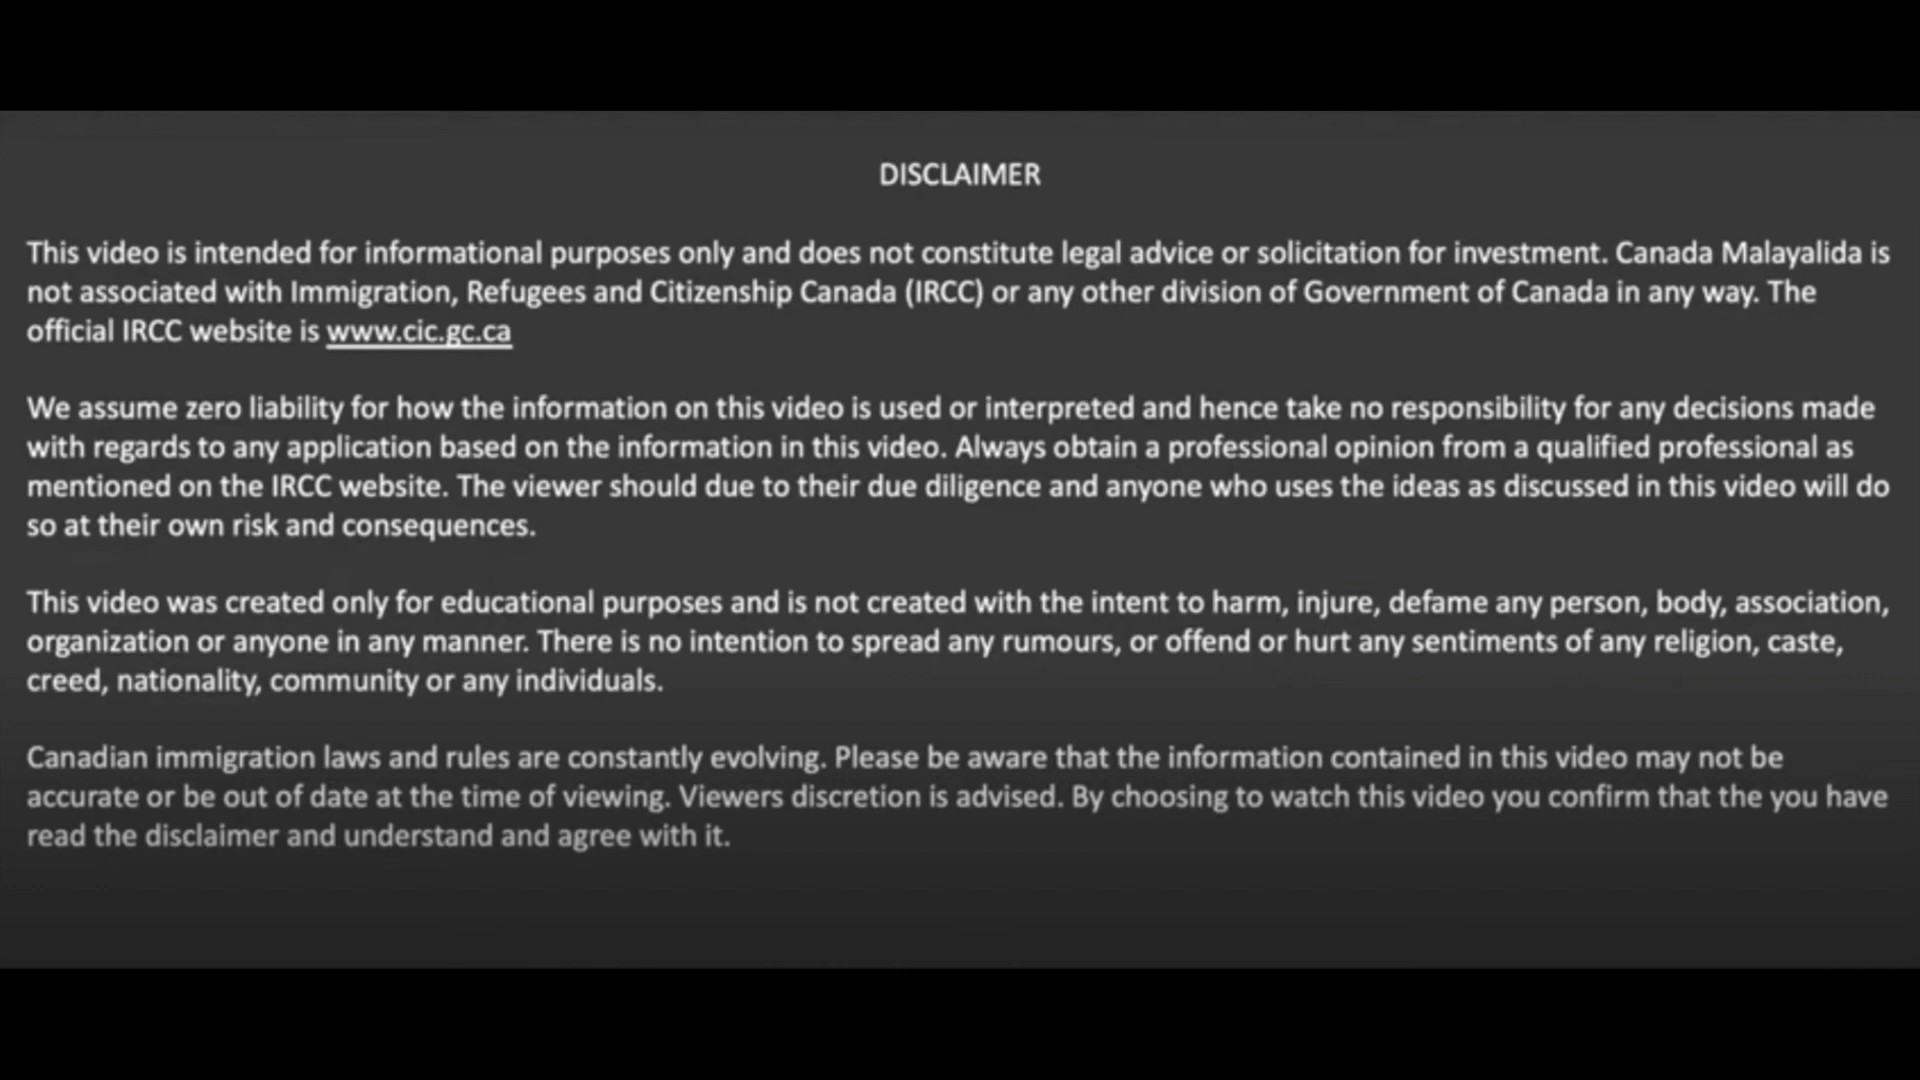 DISCLAIMER
This video is intended for informational purposes only and does not constitute legal advice or solicitation for investment. Canada Malayalida is
not associated with Immigration, Refugees and Citizenship Canada (IRCC) or any other division of Government of Canada in any way. The
official IRCC website is www.cic.gc.ca
We assume zero liability for how the information on this video is used or interpreted and hence take no responsibility for any decisions made
with regards to any application based on the information in this video. Always obtain a professional opinion from a qualified professional as
mentioned on the IRCC website. The viewer should due to their due diligence and anyone who uses the ideas as discussed in this video will do
so at their own risk and consequences.
This video was created only for educational purposes and is not created with the intent to harm, injure, defame any person, body, association,
organization or anyone in any manner. There is no intention to spread any rumours, or offend or hurt any sentiments of any religion, caste,
creed, nationality, community or any individuals.
Canadian immigration laws and rules are constantly evolving. Please be aware that the information contained in this video may not be
accurate or be out of date at the time of viewing. Viewers discretion is advised. By choosing to watch this video you confirm that the you have
read the disclaimer and understand and agree with it.